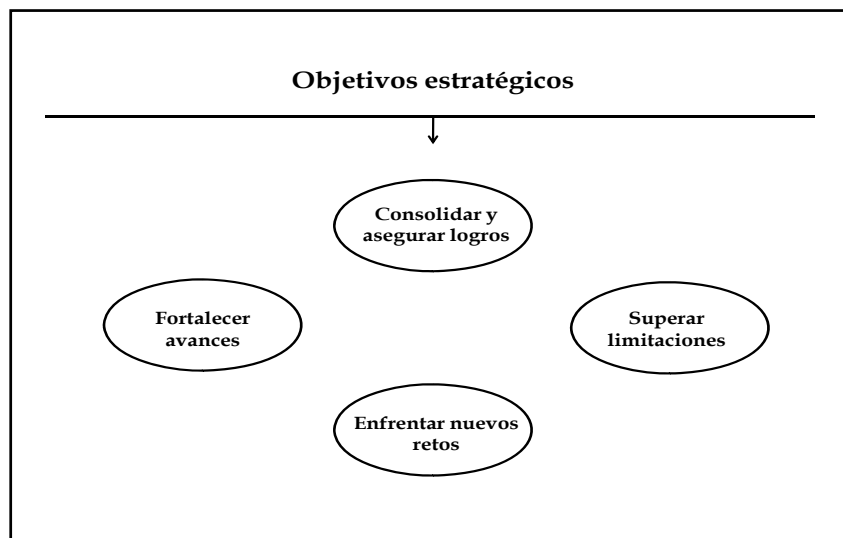 Objetivos estratégicos
Consolidar y
asegurar logros
Fortalecer
avances
Superar
limitaciones
Enfrentar nuevos
retos